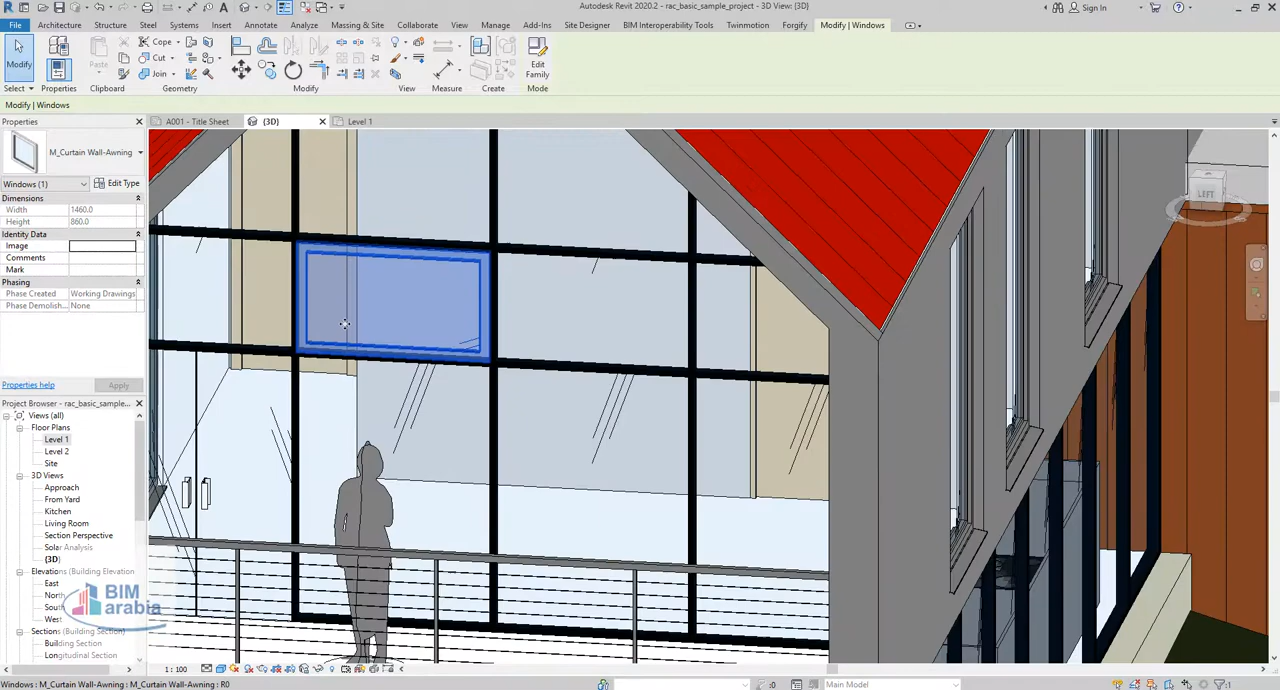 Autodesk Revit 2020.2 - rac_basic_sample_project - 3D View: {3D}
Sign In
File Architecture Structure Steel Systems Insert Annotate Analyze Massing & Site Collaborate View Manage Add-Ins Site Designer BIM Interoperability Tools Twinmotion Forgify Modify | Windows
Modify
Paste
Cope
Cut
Join
Edit
Family
Select Properties Clipboard Geometry Modify View Measure Create Mode
Modify | Windows
Properties
A001 - Title Sheet
{3D}
Level 1
M_Curtain Wall-Awning
Windows (1)
Edit Type
Dimensions
Width 1460.0
Height 860.0
Identity Data
Image
Comments
Mark
Phasing
Phase Created Working Drawings
Phase Demolish... None
Properties help
Apply
Project Browser - rac_basic_sample...
Views (all)
Floor Plans
Level 1
Level 2
Site
3D Views
Approach
From Yard
Kitchen
Living Room
Section Perspective
Solar Analysis
{3D}
Elevations (Building Elevation
East
West
Sections (Building Section)
Building Section
Longitudinal Section
BIM
arabia
LEFT
1 : 100
Windows : M_Curtain Wall-Awning : M_Curtain Wall-Awning : R0
:0
Main Model
:1